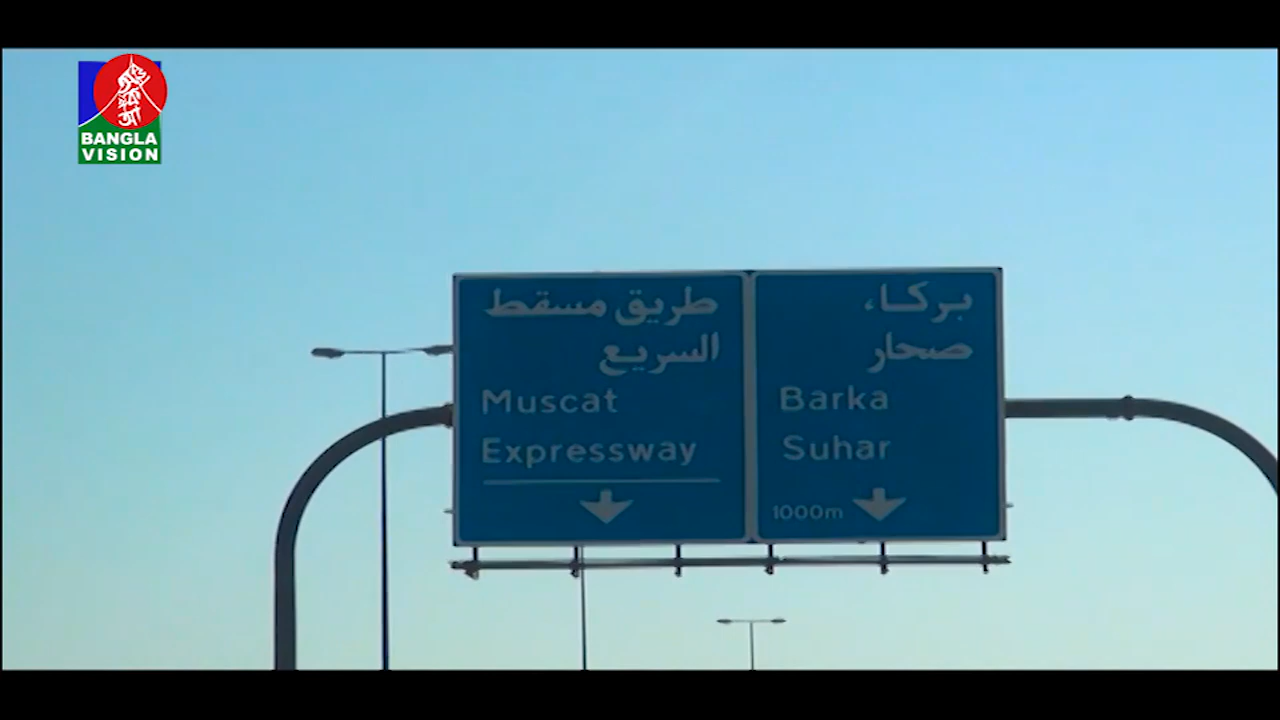 BANGLA
VISION
طريق مسقط
السريع
Muscat
Expressway
بركاء
صحار
Barka
Suhar
1000m